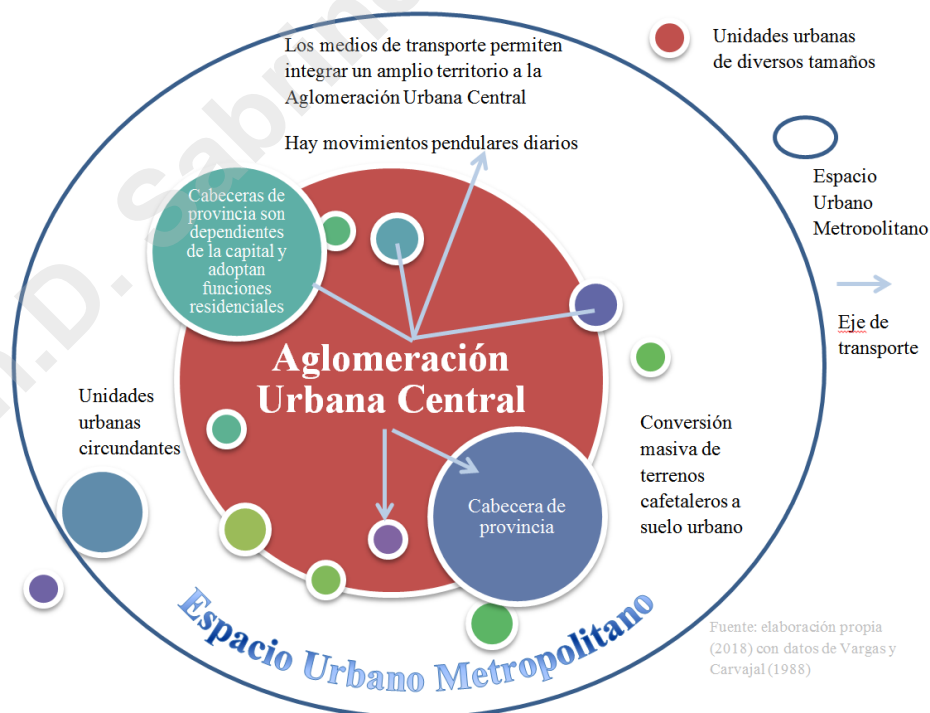 Los medios de transporte permiten
integrar un amplio territorio a la
Aglomeración Urbana Central
Hay movimientos pendulares diarios
Unidades urbanas
de diversos tamaños
Espacio
Urbano
Metropolitano
Eje de
transporte
Cabeceras de
provincia son
dependientes
de la capital y
adoptan
funciones
residenciales
Aglomeración
Urbana Central
Unidades
urbanas
circundantes
Conversión
masiva de
terrenos
cafetaleros a
suelo urbano
Cabecera de
provincia
Espacio Urbano Metropolitano
Fuente: elaboración propia
(2018) con datos de Vargas y
Carvajal (1988)